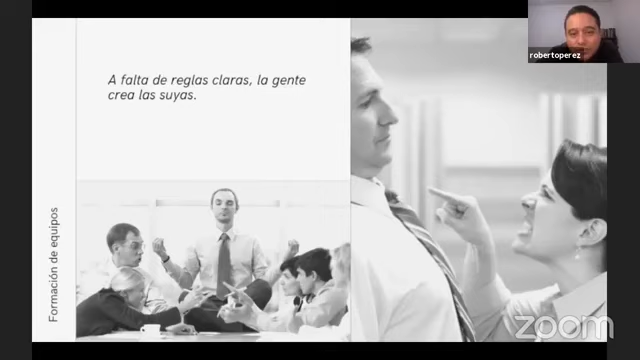 robertoperez
A falta de reglas claras, la gente
crea las suyas.
Formación de equipos
zoom